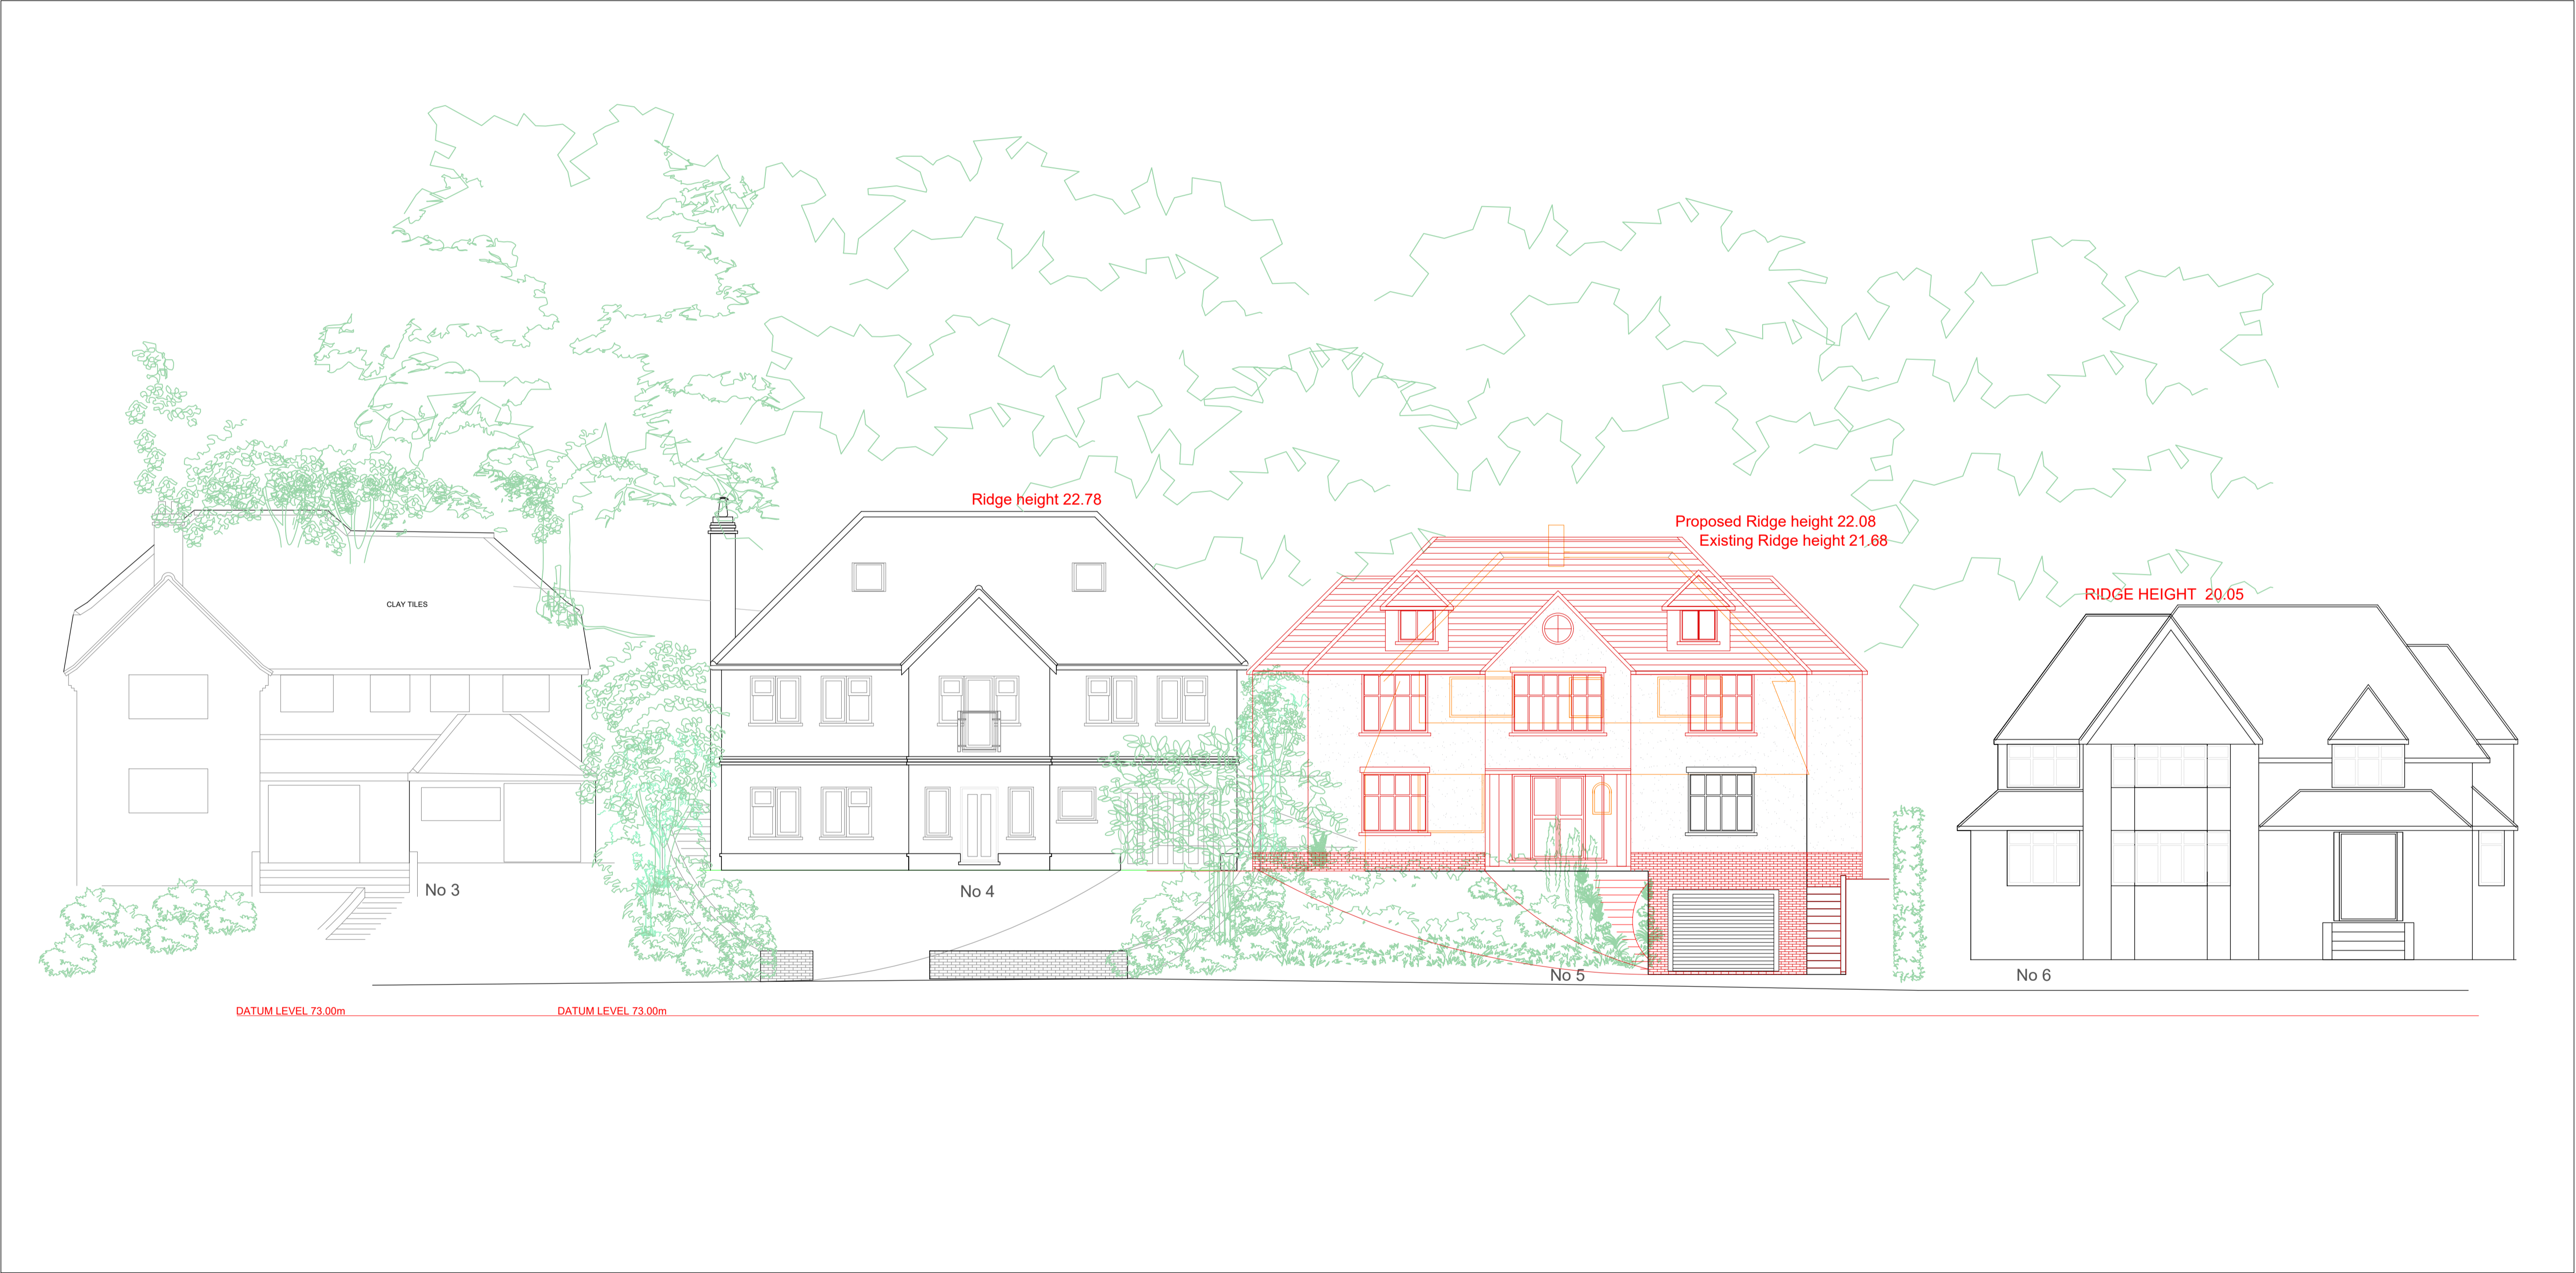 Ridge height 22.78
Proposed Ridge height 22.08
Existing Ridge height 21.68
RIDGE HEIGHT 20.05
CLAY TILES
No 3
No 4
No 5
No 6
DATUM LEVEL 73.00m
DATUM LEVEL 73.00m